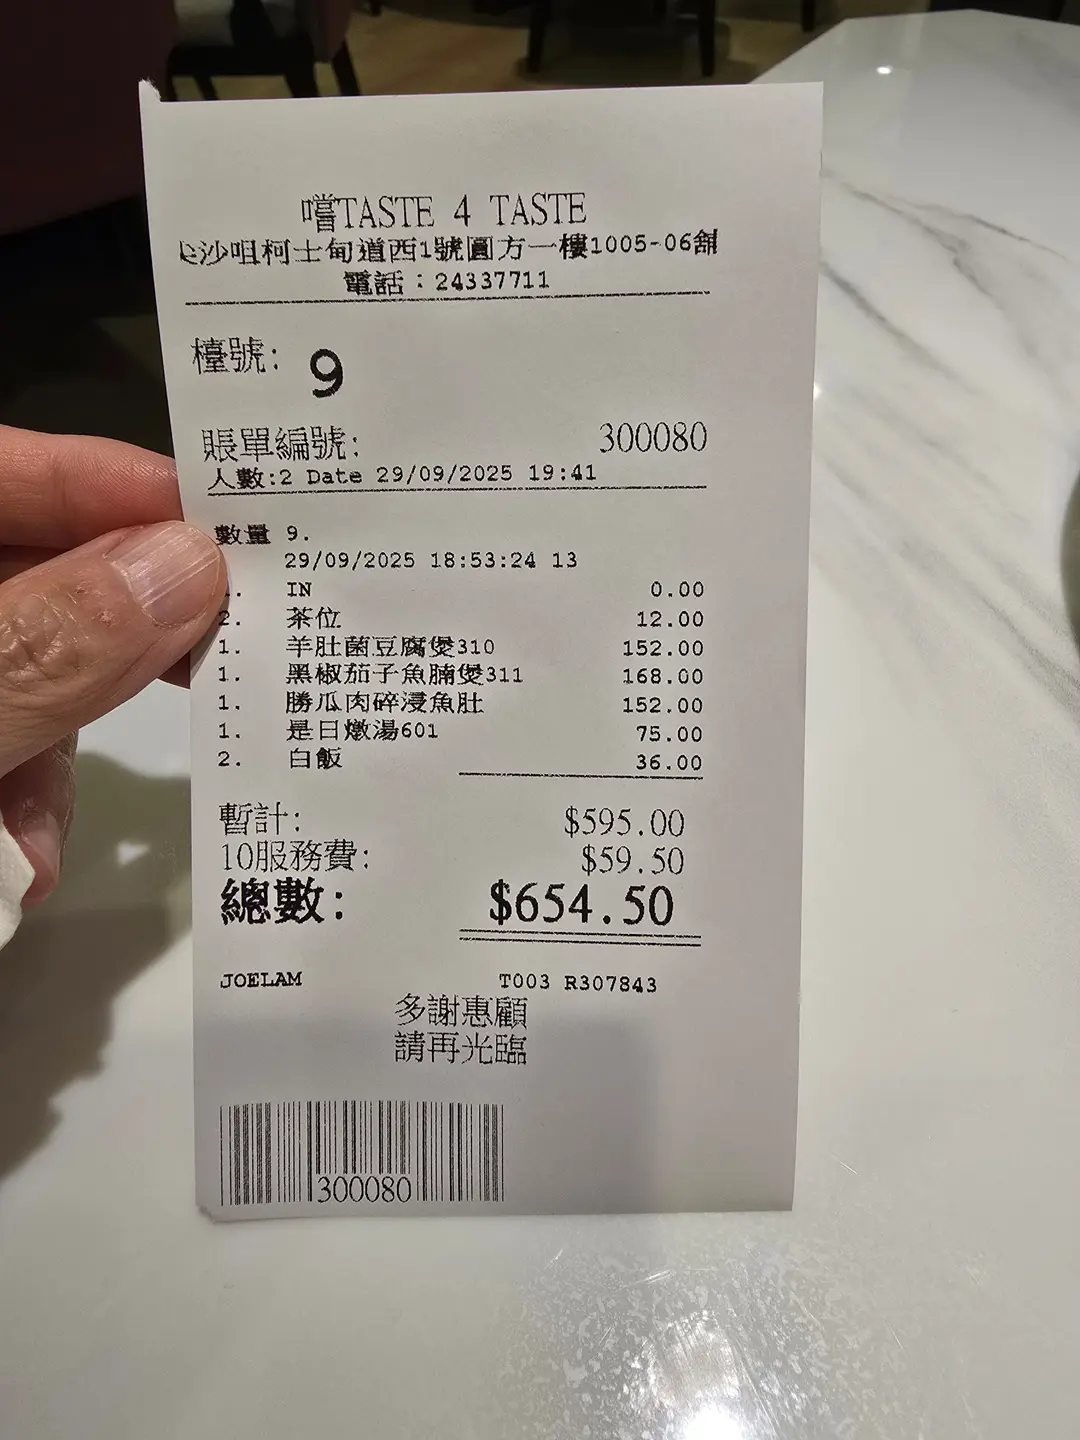 嚐TASTE 4 TASTE
沙咀柯士甸道西1號圓方一樓1005-06舖
電話：24337711
檯號: 9
賬單編號: 300080
人數:2 Date 29/09/2025 19:41
數量 9.
29/09/2025 18:53:24 13
IN 0.00
2. 茶位 12.00
1. 羊肚菌豆腐煲310 152.00
1. 黑椒茄子魚腩煲311 168.00
1. 勝瓜肉碎浸魚肚 152.00
1. 是日燉湯601 75.00
2. 白飯 36.00
暫計: $595.00
10服務費: $59.50
總數: $654.50
JOELAM T003 R307843
多謝惠顧
請再光臨
300080